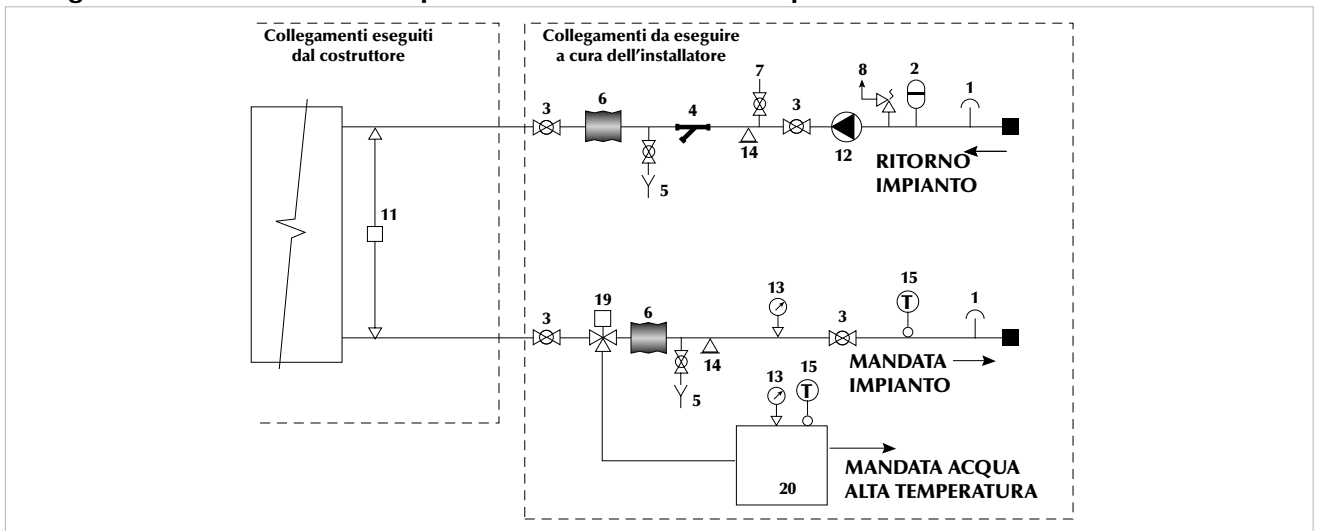 Collegamenti eseguiti
dal costruttore
Collegamenti da eseguire
a cura dell'installatore
7
8
2
1
3
6
4
3
14
12
5
RITORNO
IMPIANTO
11
19
3
6
13
3
15
1
14
5
MANDATA
IMPIANTO
13
15
20
MANDATA ACQUA
ALTA TEMPERATURA
T
T